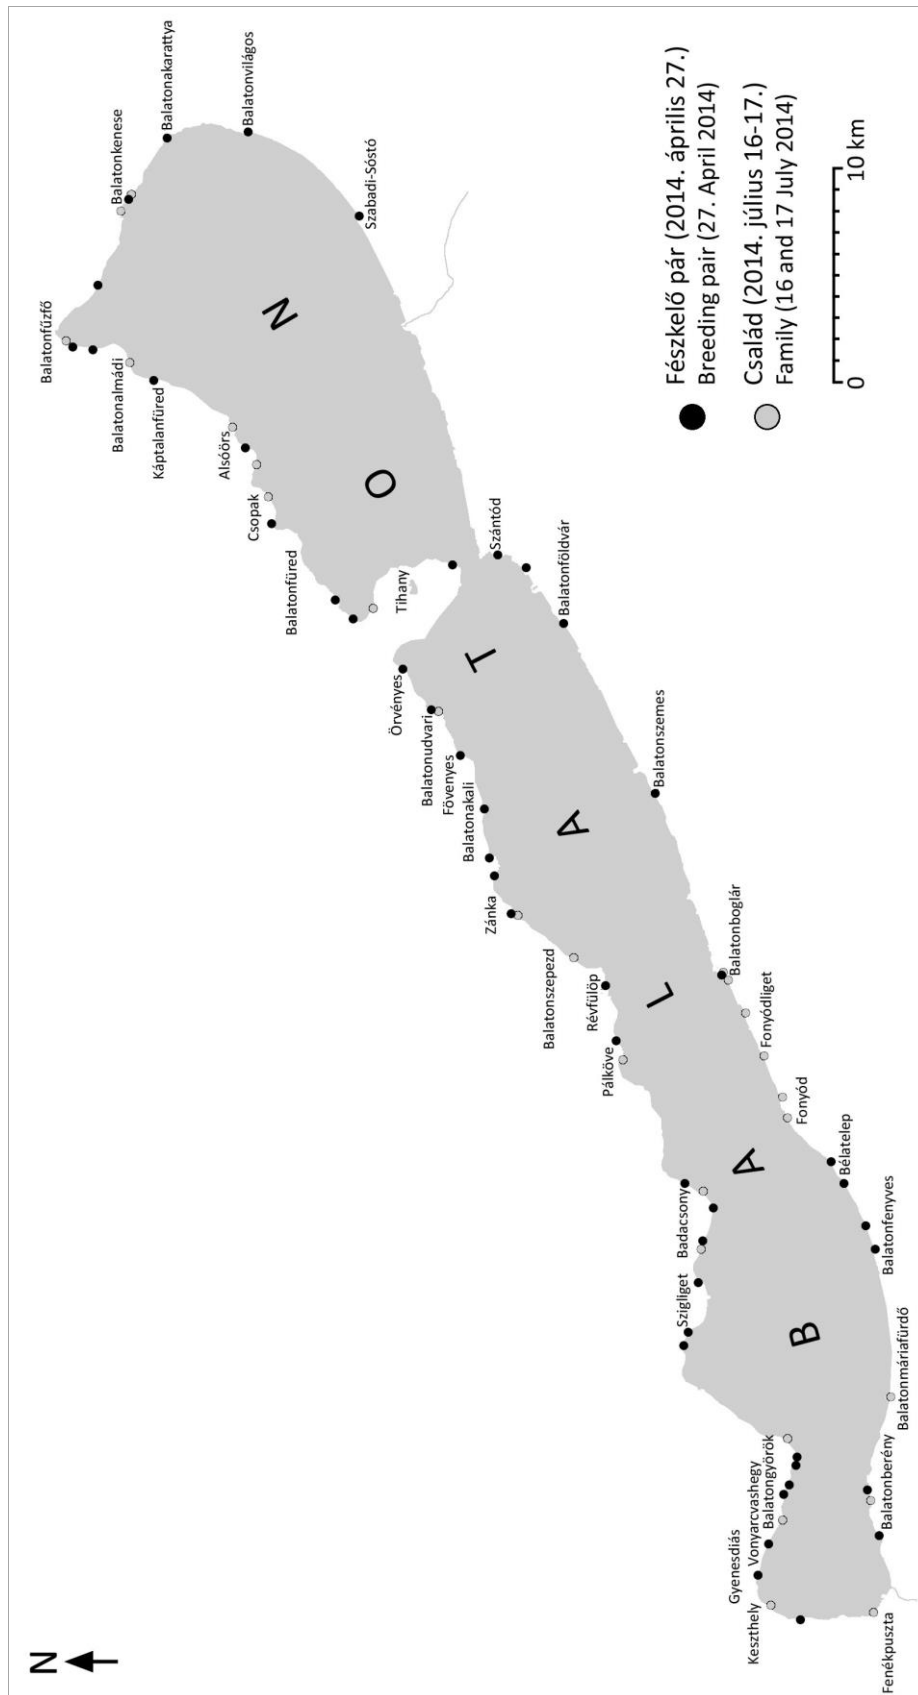 N
Balatonfűzfő
Balatonkenese
Balatonakarattya
Balatonvilágos
Szabadi-Sóstó
Balatonalmádi
Káptalanfüred
Alsóörs
Csopak
Balatonfüred
Tihany
Szántód
Balatonföldvár
Örvényes
Balatonudvari
Fövenyes
Balatonakali
Zánka
Balatonszepezd
Révfülöp
Pálköve
Balatonszemes
Balatonboglár
Fonyódliget
Fonyód
Bélatelep
Balatonfenyves
Badacsony
Szigliget
Balatonmáriafürdő
Balatongyörök
Vonyarcvashegy
Gyenesdiás
Keszthely
Balatonberény
Fenékpuszta
B A L A T O N
Fészkelő pár (2014. április 27.)
Breeding pair (27. April 2014)
Család (2014. július 16-17.)
Family (16 and 17 July 2014)
0 10 km